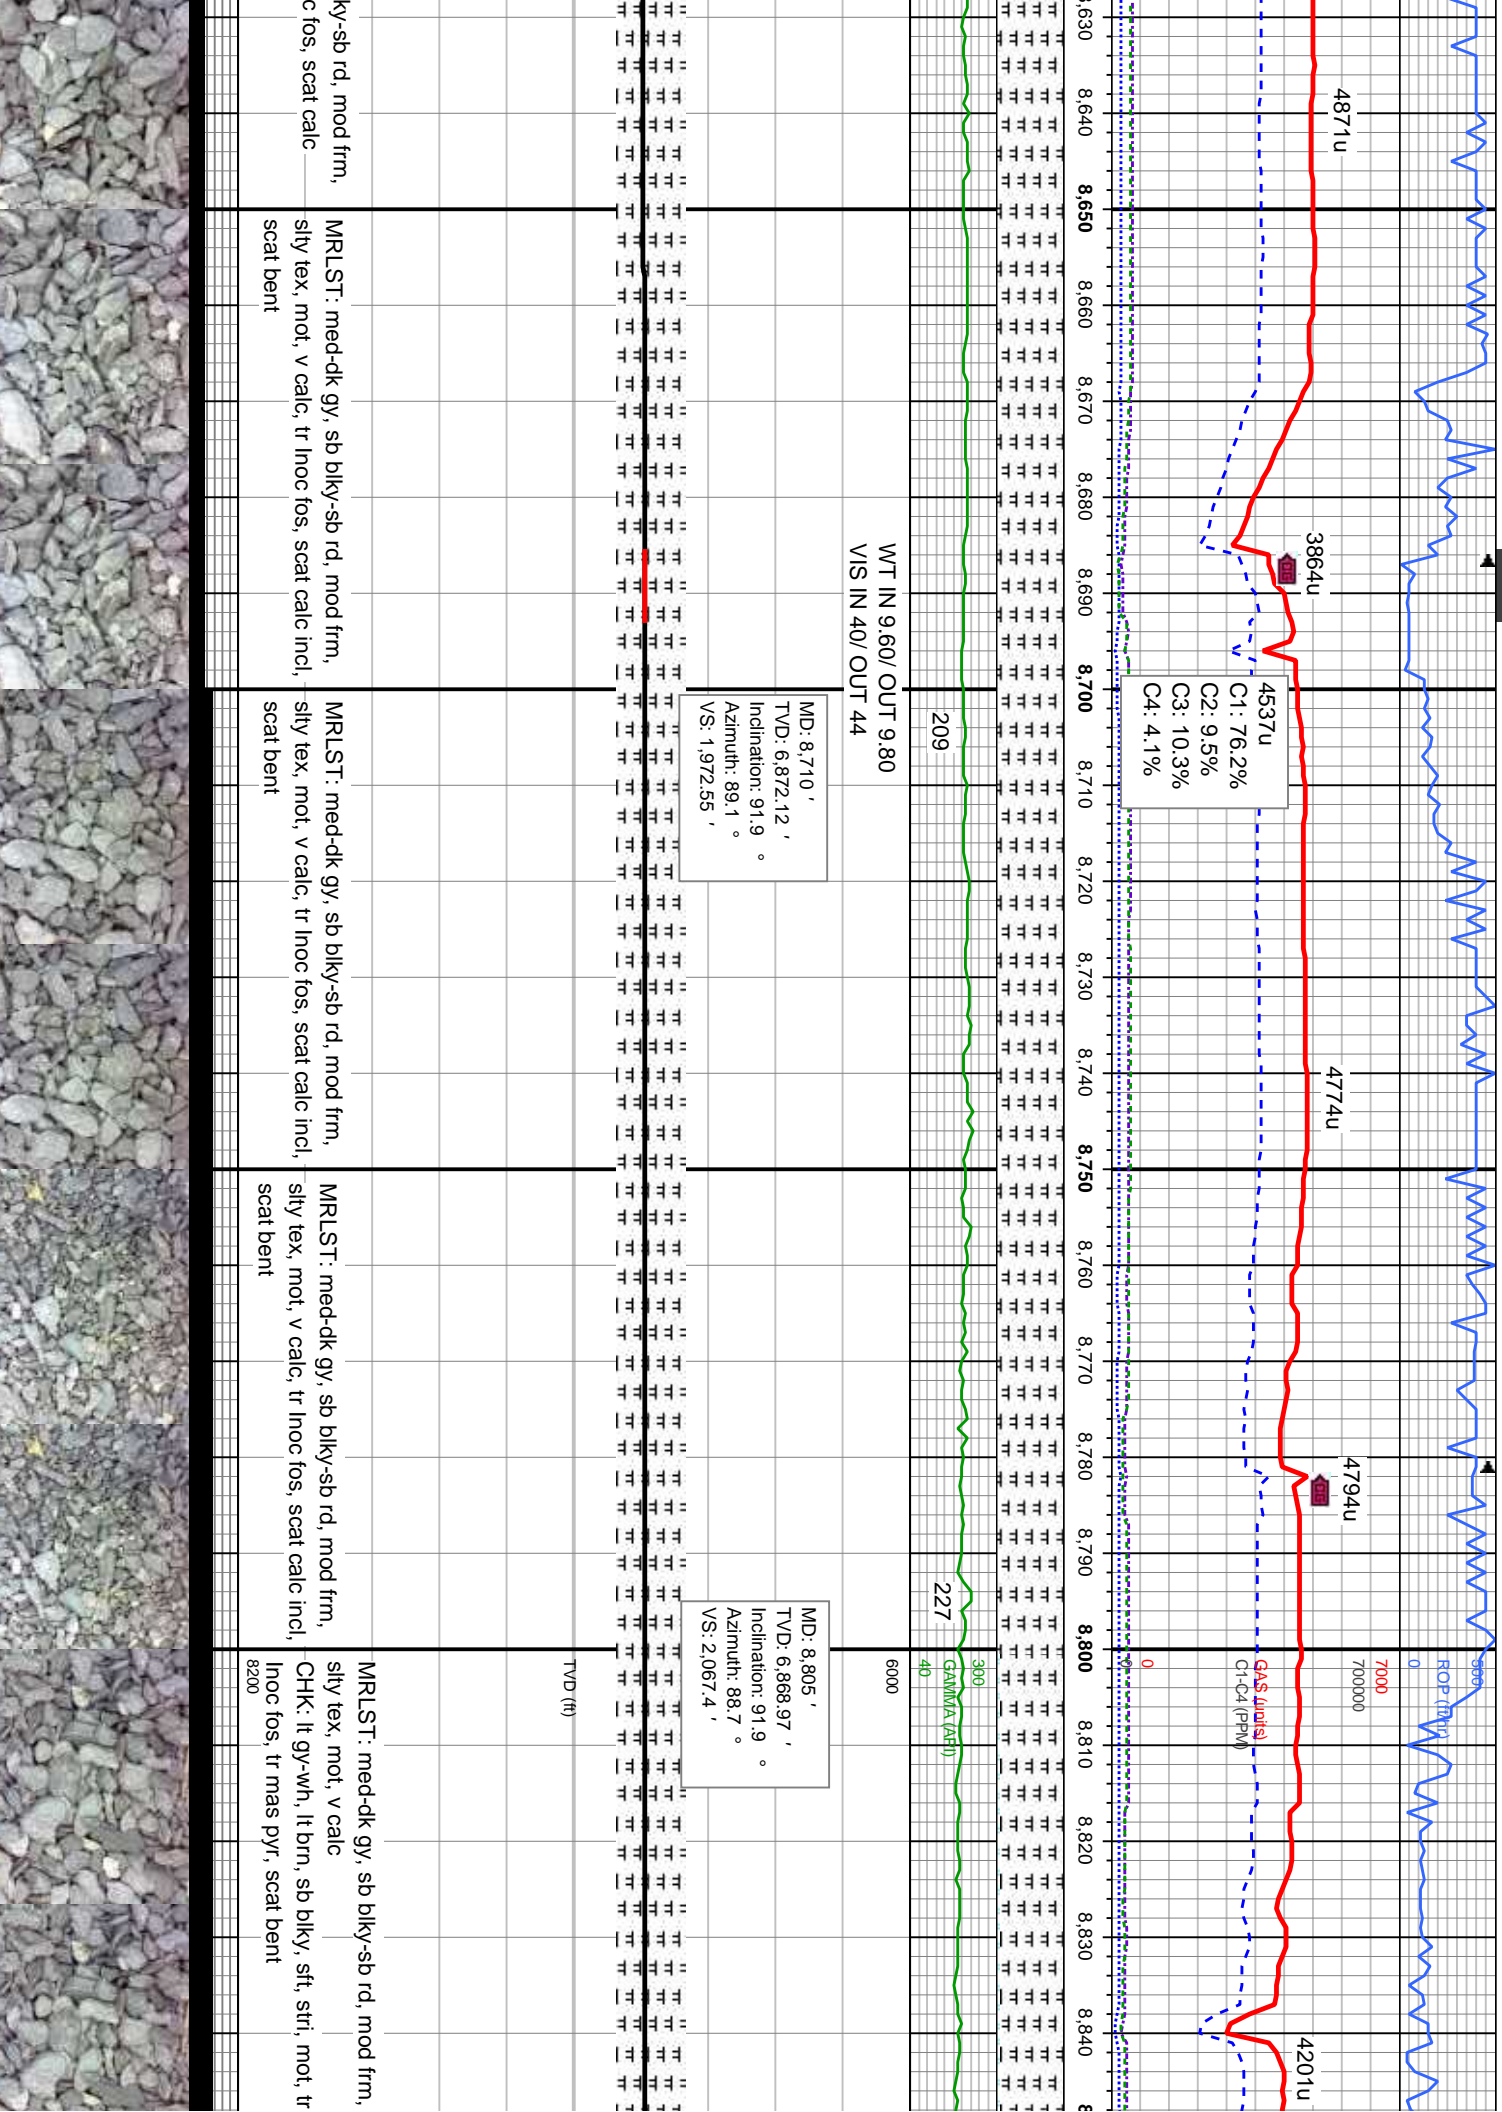 500
ROP (ft/hr)
0
4871u
3864u
4537u
C1: 76.2%
C2: 9.5%
C3: 10.3%
C4: 4.1%
4774u
4794u
4201u
7000
700000
GAS (units)
C1-C4 (PPM)
0
8,640
8,650
8,660
8,670
8,680
8,690
8,700
8,710
8,720
8,730
8,740
8,750
8,760
8,770
8,780
8,790
8,800
8,810
8,820
8,830
8,840
209
227
300
GAMMA (API)
40
WT IN 9.60/ OUT 9.80
VIS IN 40/ OUT 44
6000
MD: 8,710 '
TVD: 6,872.12 '
Inclination: 91.9 °
Azimuth: 89.1 °
VS: 1,972.55 '
MD: 8,805 '
TVD: 6,868.97 '
Inclination: 91.9 °
Azimuth: 88.7 °
VS: 2,067.4 '
TVD (ft)
8200
ky-sb rd, mod frm,
c fos, scat calc
MRLST: med-dk gy, sb blky-sb rd, mod frm,
slty tex, mot, v calc, tr Inoc fos, scat calc incl,
scat bent
MRLST: med-dk gy, sb blky-sb rd, mod frm,
slty tex, mot, v calc, tr Inoc fos, scat calc incl,
scat bent
MRLST: med-dk gy, sb blky-sb rd, mod frm,
slty tex, mot, v calc, tr Inoc fos, scat calc incl,
scat bent
MRLST: med-dk gy, sb blky-sb rd, mod frm,
slty tex, mot, v calc
CHK: lt gy-wh, lt brn, sb blky, sft, stri, mot, tr
Inoc fos, tr mas pyr, scat bent